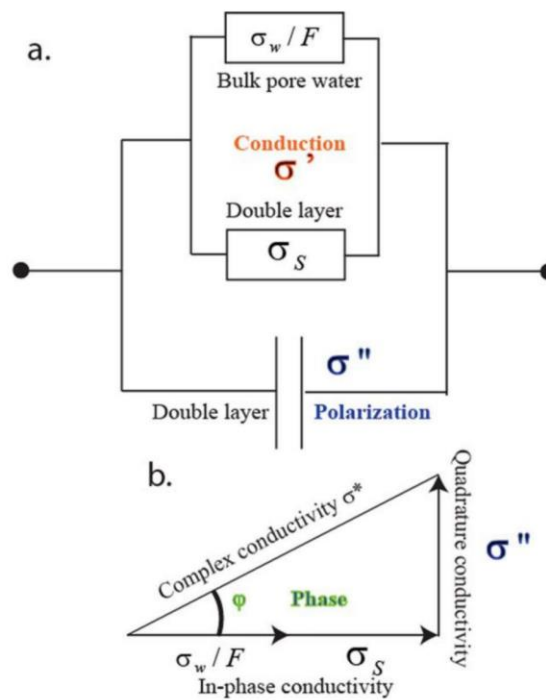 a.
σw / F
Bulk pore water
Conduction
σ’
Double layer
σS
σ"
Double layer
Polarization
b.
Complex conductivity σ*
Quadrature conductivity
σ"
φ
Phase
σw / F
σS
In-phase conductivity